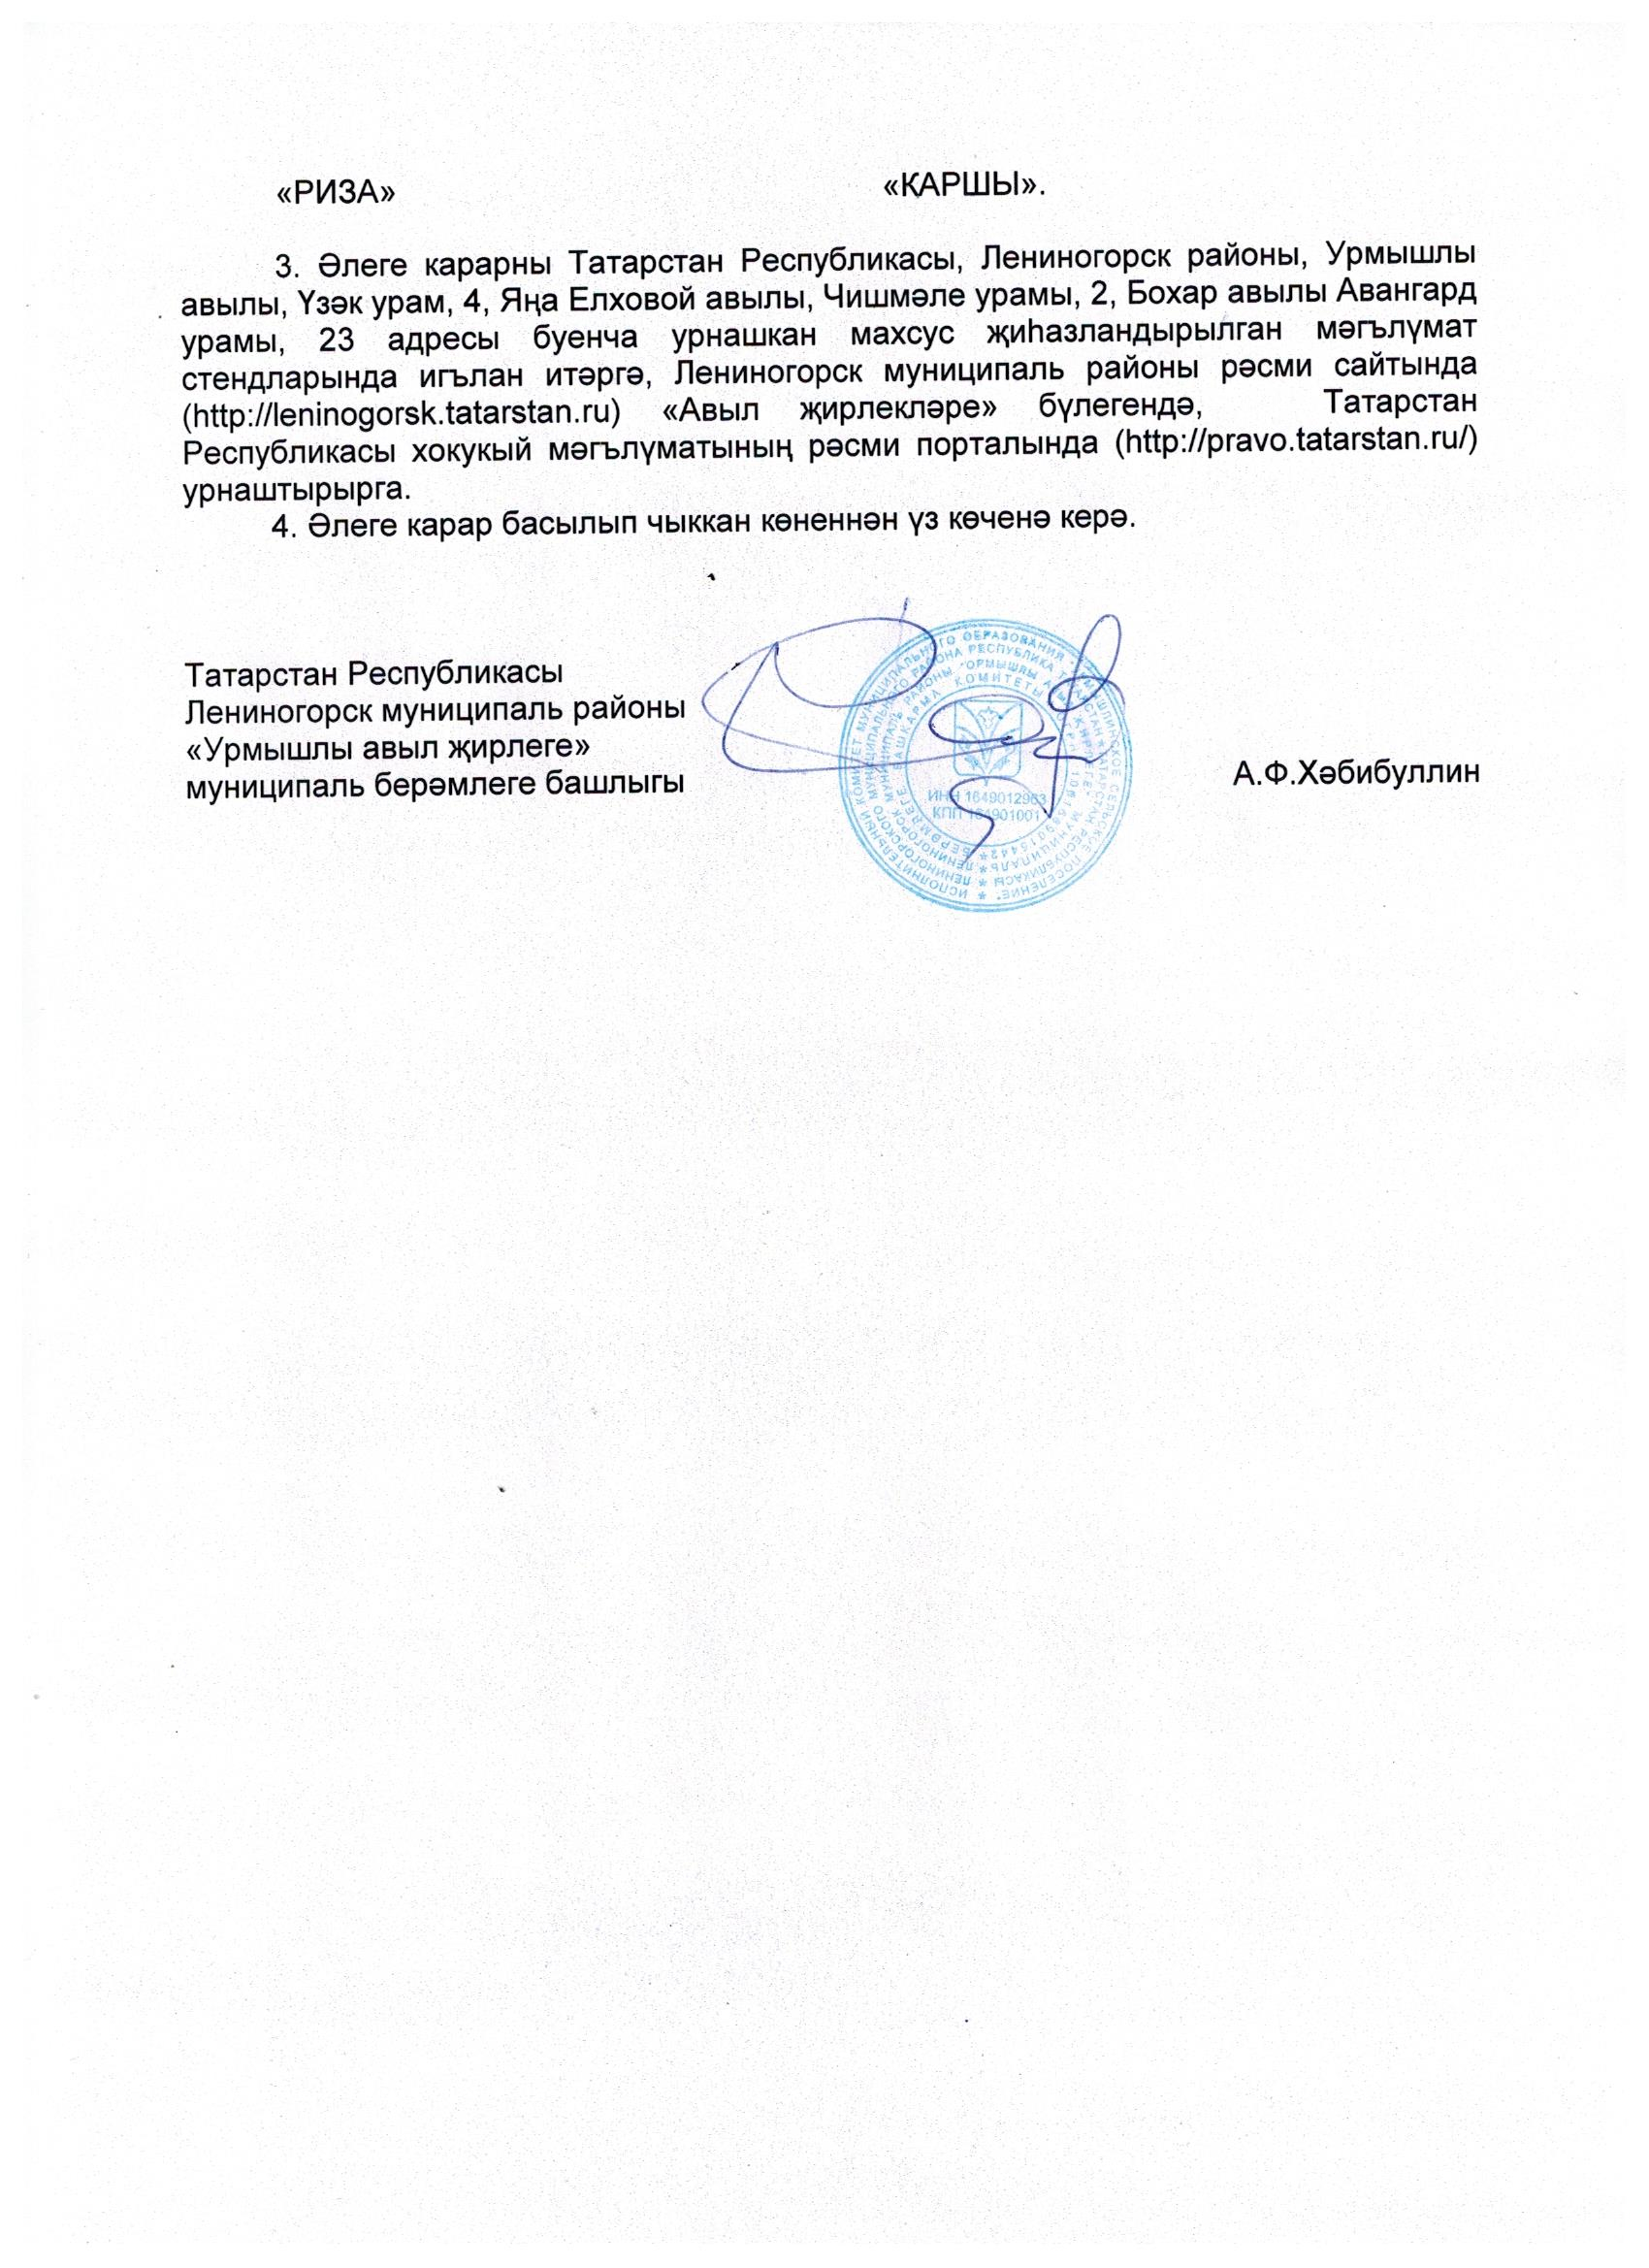 «РИЗА» «КАРШЫ».
3. Әлеге карарны Татарстан Республикасы, Лениногорск районы, Урмышлы
авылы, Үзәк урам, 4, Яңа Елховой авылы, Чишмәле урамы, 2, Бохар авылы Авангард
урамы, 23 адресы буенча урнашкан махсус җиһазландырылган мәгълүмат
стендларында игълан итәргә, Лениногорск муниципаль районы рәсми сайтында
(http://leninogorsk.tatarstan.ru) «Авыл җирлекләре» бүлегендә, Татарстан
Республикасы хокукый мәгълүматының рәсми порталында (http://pravo.tatarstan.ru/)
урнаштырырга.
4. Әлеге карар басылып чыккан көненнән үз көченә керә.
Татарстан Республикасы
Лениногорск муниципаль районы
«Урмышлы авыл җирлеге»
муниципаль берәмлеге башлыгы
А.Ф.Хәбибуллин
ИНН 1649012963
КПП 164901001